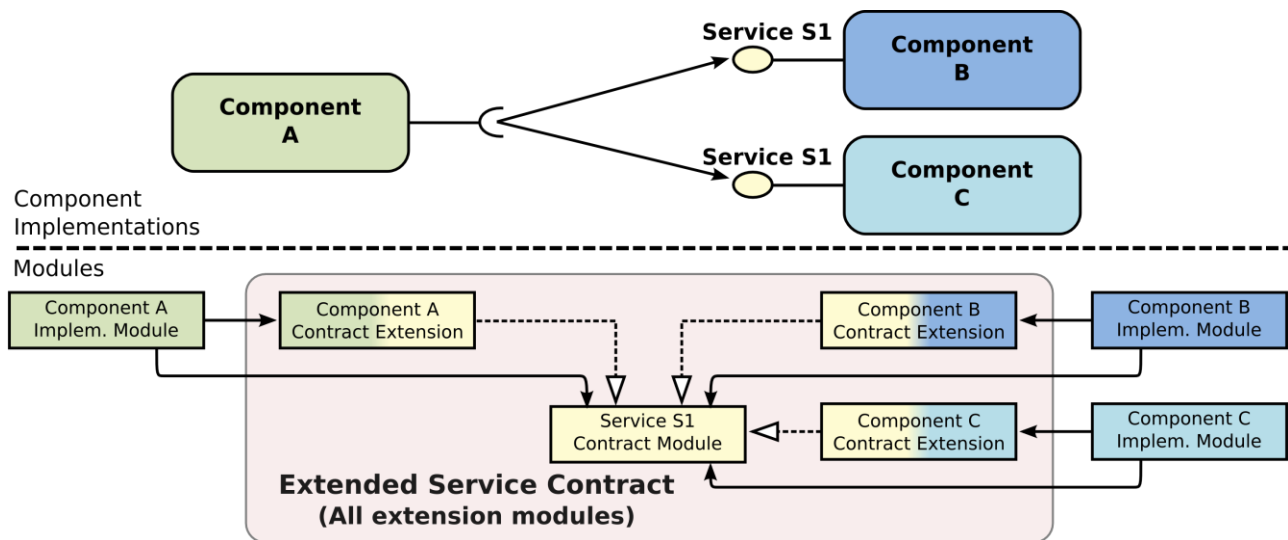 Service S1
Component
B
Component
A
Service S1
Component
C
Component
Implementations
Modules
Component A
Implem. Module
Component A
Contract Extension
Component B
Contract Extension
Component B
Implem. Module
Service S1
Contract Module
Component C
Contract Extension
Component C
Implem. Module
Extended Service Contract
(All extension modules)